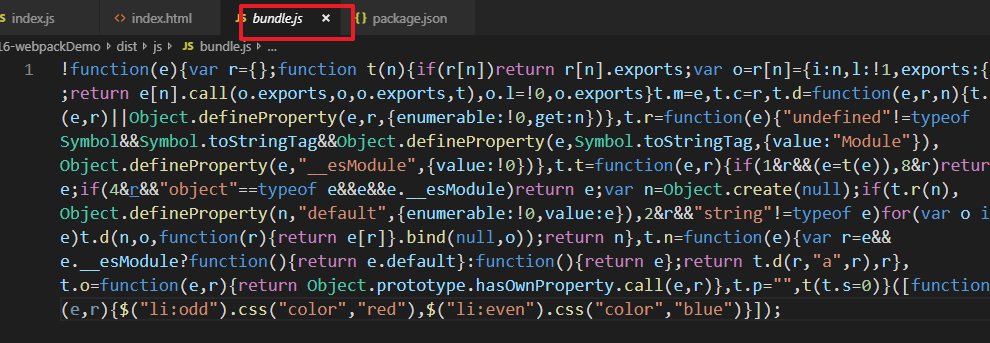 JS index.js <> index.html JS bundle.js × {} package.json
16-webpackDemo > dist > js > JS bundle.js > ...
1 !function(e){var r={};function t(n){if(r[n])return r[n].exports;var o=r[n]={i:n,l:!1,exports:{
;return e[n].call(o.exports,o,o.exports,t),o.l=!0,o.exports}t.m=e,t.c=r,t.d=function(e,r,n){t.
(e,r)||Object.defineProperty(e,r,{enumerable:!0,get:n})},t.r=function(e){"undefined"!=typeof
Symbol&&Symbol.toStringTag&&Object.defineProperty(e,Symbol.toStringTag,{value:"Module"}),
Object.defineProperty(e,"__esModule",{value:!0})},t.t=function(e,r){if(1&r&&(e=t(e)),8&r)return
e;if(4&r&&"object"==typeof e&&e&&e.__esModule)return e;var n=Object.create(null);if(t.r(n),
Object.defineProperty(n,"default",{enumerable:!0,value:e}),2&r&&"string"!=typeof e)for(var o i
e)t.d(n,o,function(r){return e[r]}.bind(null,o));return n},t.n=function(e){var r=e&&
e.__esModule?function(){return e.default}:function(){return e};return t.d(r,"a",r),r},
t.o=function(e,r){return Object.prototype.hasOwnProperty.call(e,r)},t.p="",t(t.s=0)}([function
(e,r){$("li:odd").css("color","red"),$("li:even").css("color","blue")}]);